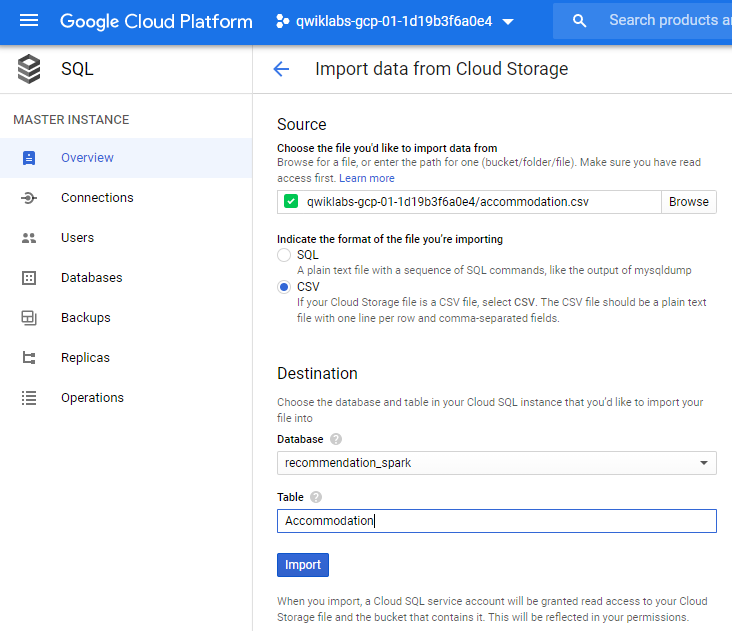 Google Cloud Platform
qwiklabs-gcp-01-1d19b3f6a0e4
Search products
SQL
Import data from Cloud Storage
MASTER INSTANCE
Overview
Connections
Users
Databases
Backups
Replicas
Operations
Source
Choose the file you'd like to import data from
Browse for a file, or enter the path for one (bucket/folder/file). Make sure you have read
access first. Learn more
qwiklabs-gcp-01-1d19b3f6a0e4/accommodation.csv
Browse
Indicate the format of the file you're importing
SQL
A plain text file with a sequence of SQL commands, like the output of mysqldump
CSV
If your Cloud Storage file is a CSV file, select CSV. The CSV file should be a plain text
file with one line per row and comma-separated fields.
Destination
Choose the database and table in your Cloud SQL instance that you'd like to import your
file into
Database ?
recommendation_spark
Table ?
Accommodation
Import
When you import, a Cloud SQL service account will be granted read access to your Cloud
Storage file and the bucket that contains it. This will be reflected in your permissions.